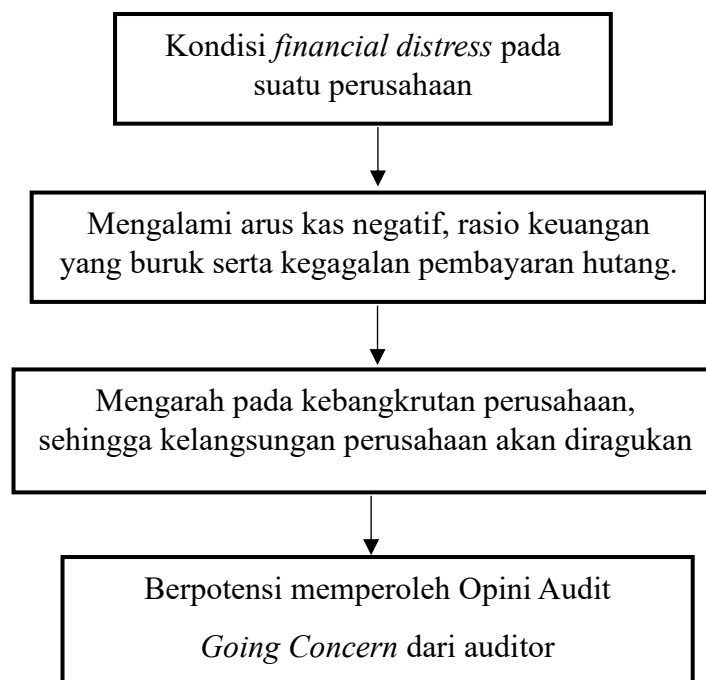 Kondisi financial distress pada
suatu perusahaan
Mengalami arus kas negatif, rasio keuangan
yang buruk serta kegagalan pembayaran hutang.
Mengarah pada kebangkrutan perusahaan,
sehingga kelangsungan perusahaan akan diragukan
Berpotensi memperoleh Opini Audit
Going Concern dari auditor